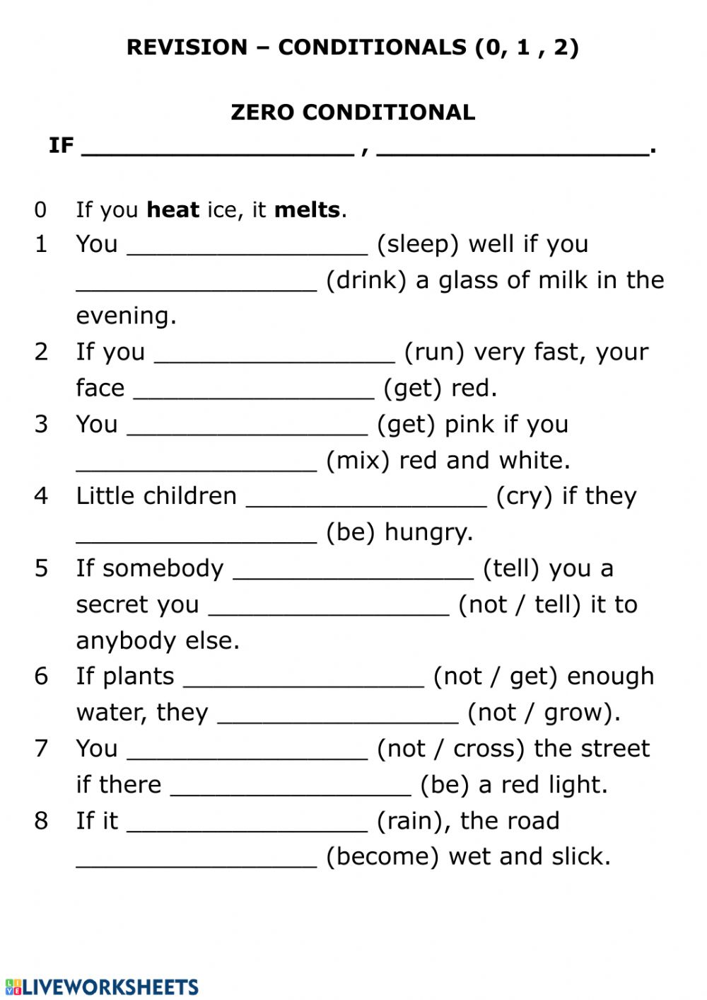 REVISION – CONDITIONALS (0, 1 , 2)
ZERO CONDITIONAL
IF __________________ , __________________.
0 If you heat ice, it melts.
1 You _________________ (sleep) well if you
_________________ (drink) a glass of milk in the
evening.
2 If you _________________ (run) very fast, your
face _________________ (get) red.
3 You _________________ (get) pink if you
_________________ (mix) red and white.
4 Little children _________________ (cry) if they
_________________ (be) hungry.
5 If somebody _________________ (tell) you a
secret you _________________ (not / tell) it to
anybody else.
6 If plants _________________ (not / get) enough
water, they _________________ (not / grow).
7 You _________________ (not / cross) the street
if there _________________ (be) a red light.
8 If it _________________ (rain), the road
_________________ (become) wet and slick.
LIVE LIVEWORKSHEETS